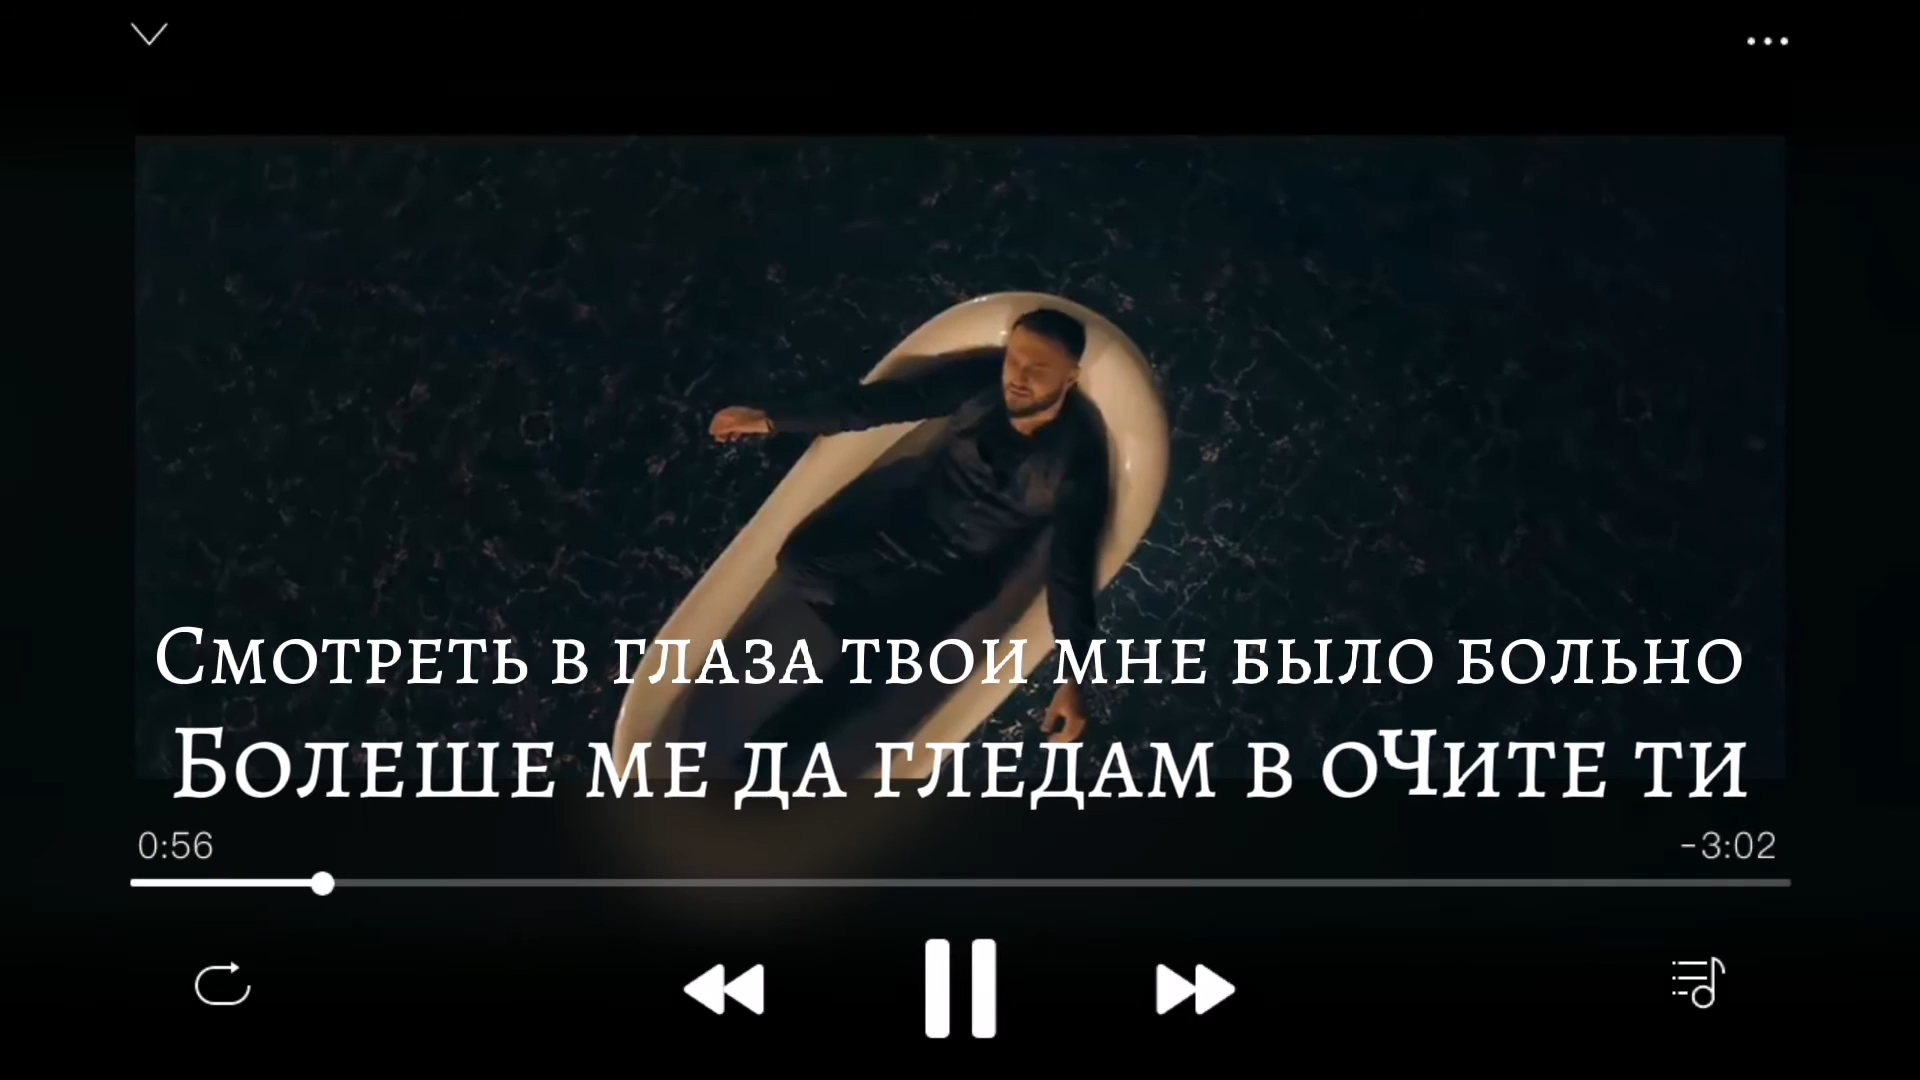 Смотреть в глаза твои мне было больно
Болеше ме да гледам в оЧите ти
0:56
-3:02